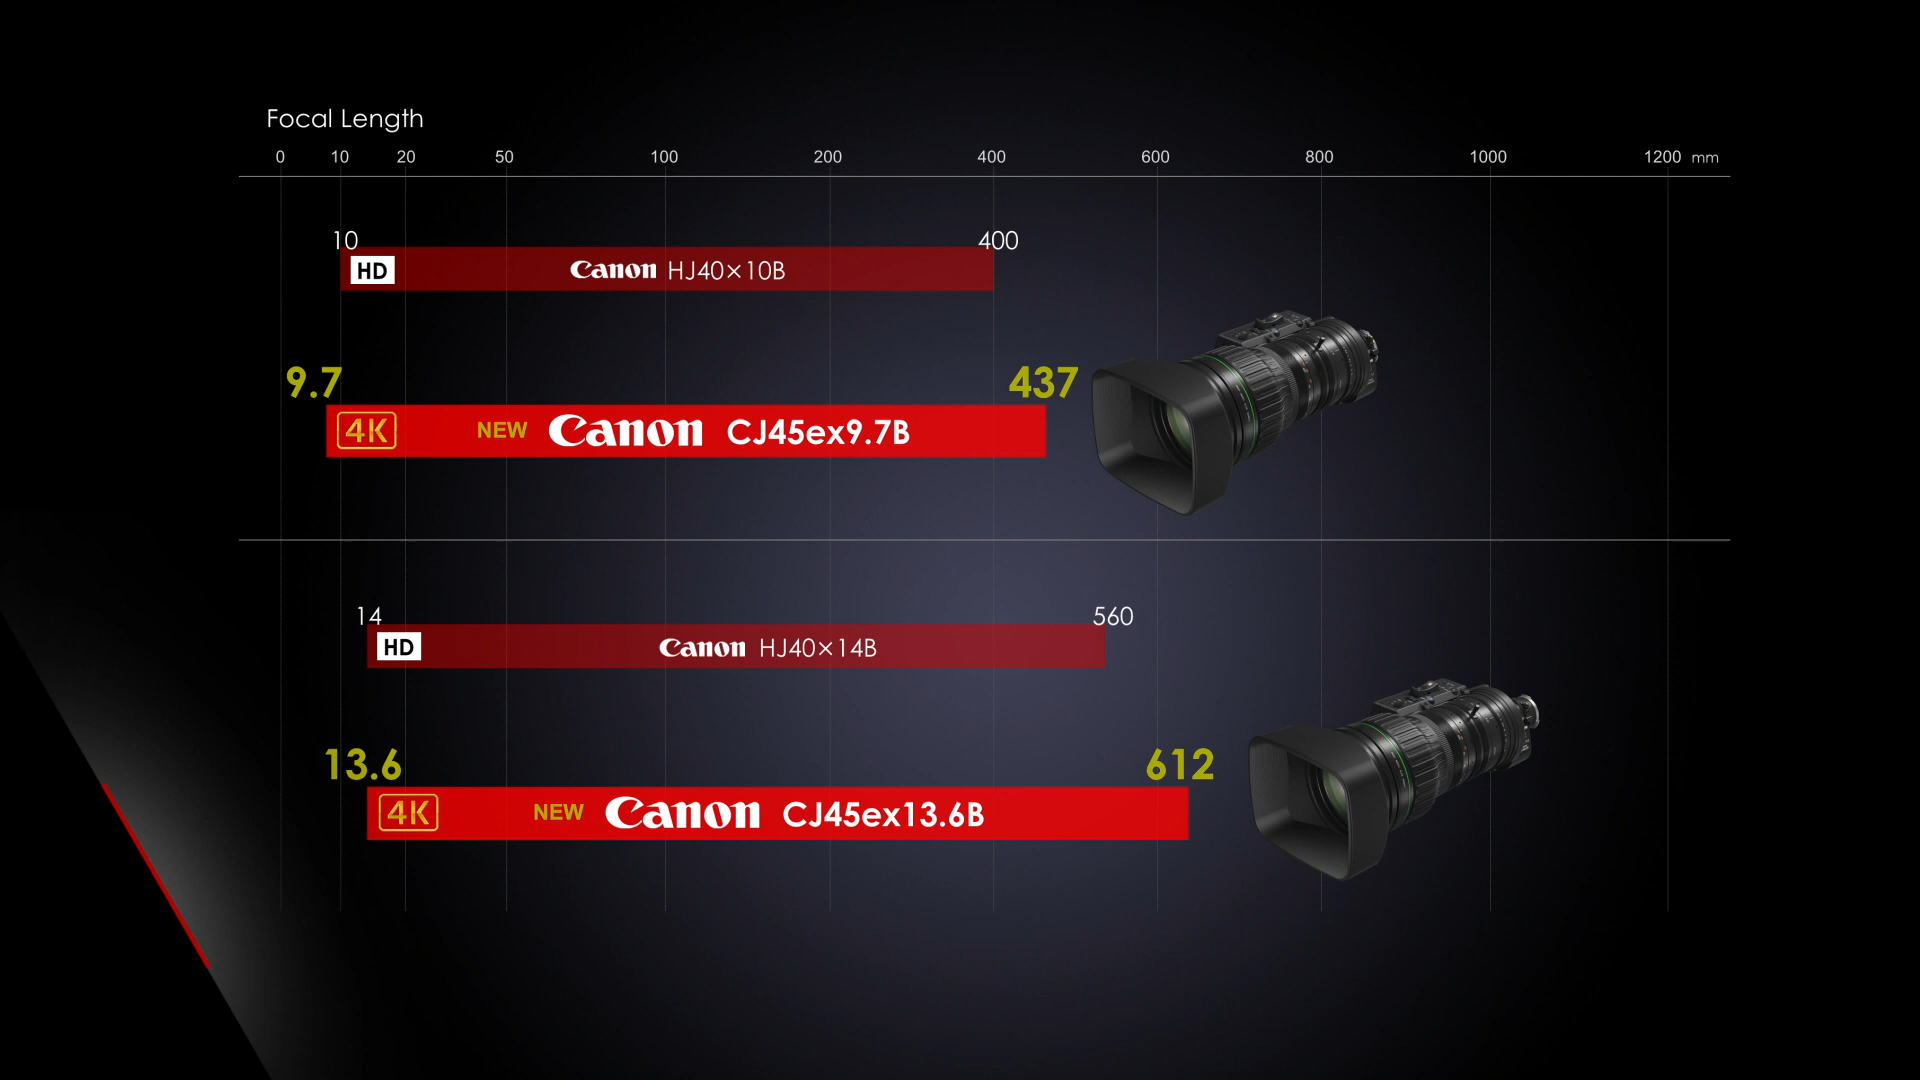 Focal Length
0 10 20 50 100 200 400 600 800 1000 1200 mm
10 400
HD Canon HJ40×10B
9.7 437
4K NEW Canon CJ45ex9.7B
14 560
HD Canon HJ40×14B
13.6 612
4K NEW Canon CJ45ex13.6B